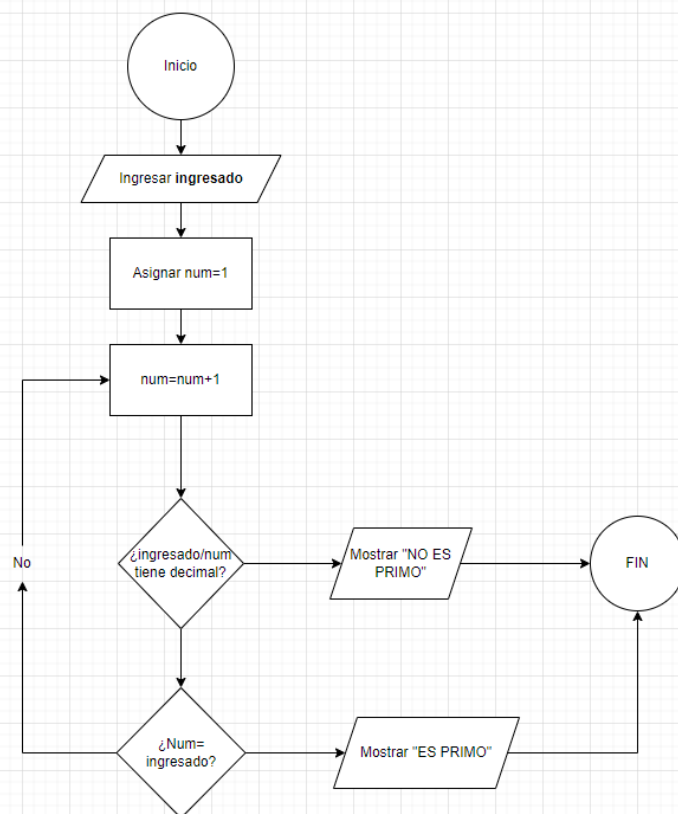 Inicio
Ingresar ingresado
Asignar num=1
num=num+1
¿ingresado/num
tiene decimal?
Mostrar "NO ES
PRIMO"
FIN
No
¿Num=
ingresado?
Mostrar "ES PRIMO"